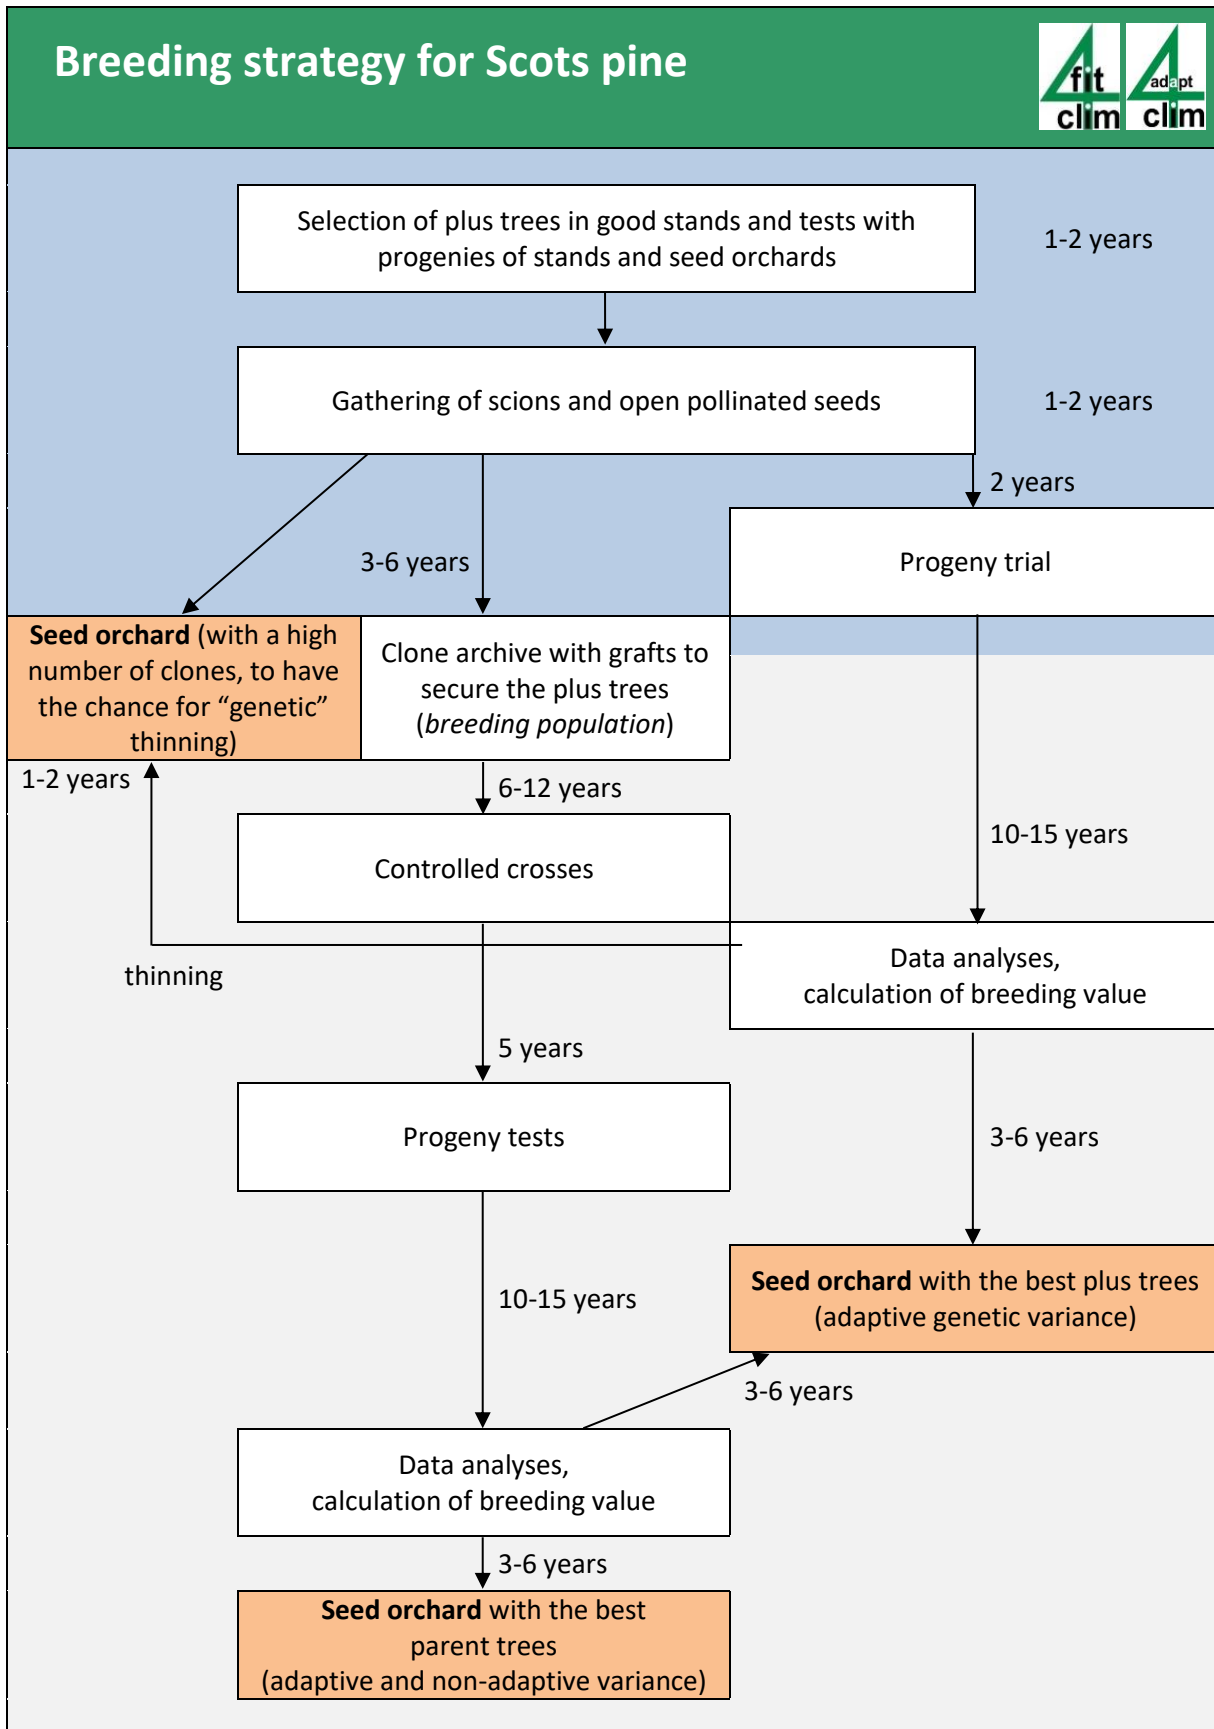 Breeding strategy for Scots pine
4
fit
clim
4
adapt
clim
Selection of plus trees in good stands and tests with
progenies of stands and seed orchards
1-2 years
Gathering of scions and open pollinated seeds
1-2 years
2 years
3-6 years
Progeny trial
Seed orchard (with a high
number of clones, to have
the chance for “genetic”
thinning)
Clone archive with grafts to
secure the plus trees
(breeding population)
1-2 years
6-12 years
Controlled crosses
10-15 years
thinning
Data analyses,
calculation of breeding value
5 years
Progeny tests
3-6 years
10-15 years
Seed orchard with the best plus trees
(adaptive genetic variance)
3-6 years
Data analyses,
calculation of breeding value
3-6 years
Seed orchard with the best
parent trees
(adaptive and non-adaptive variance)